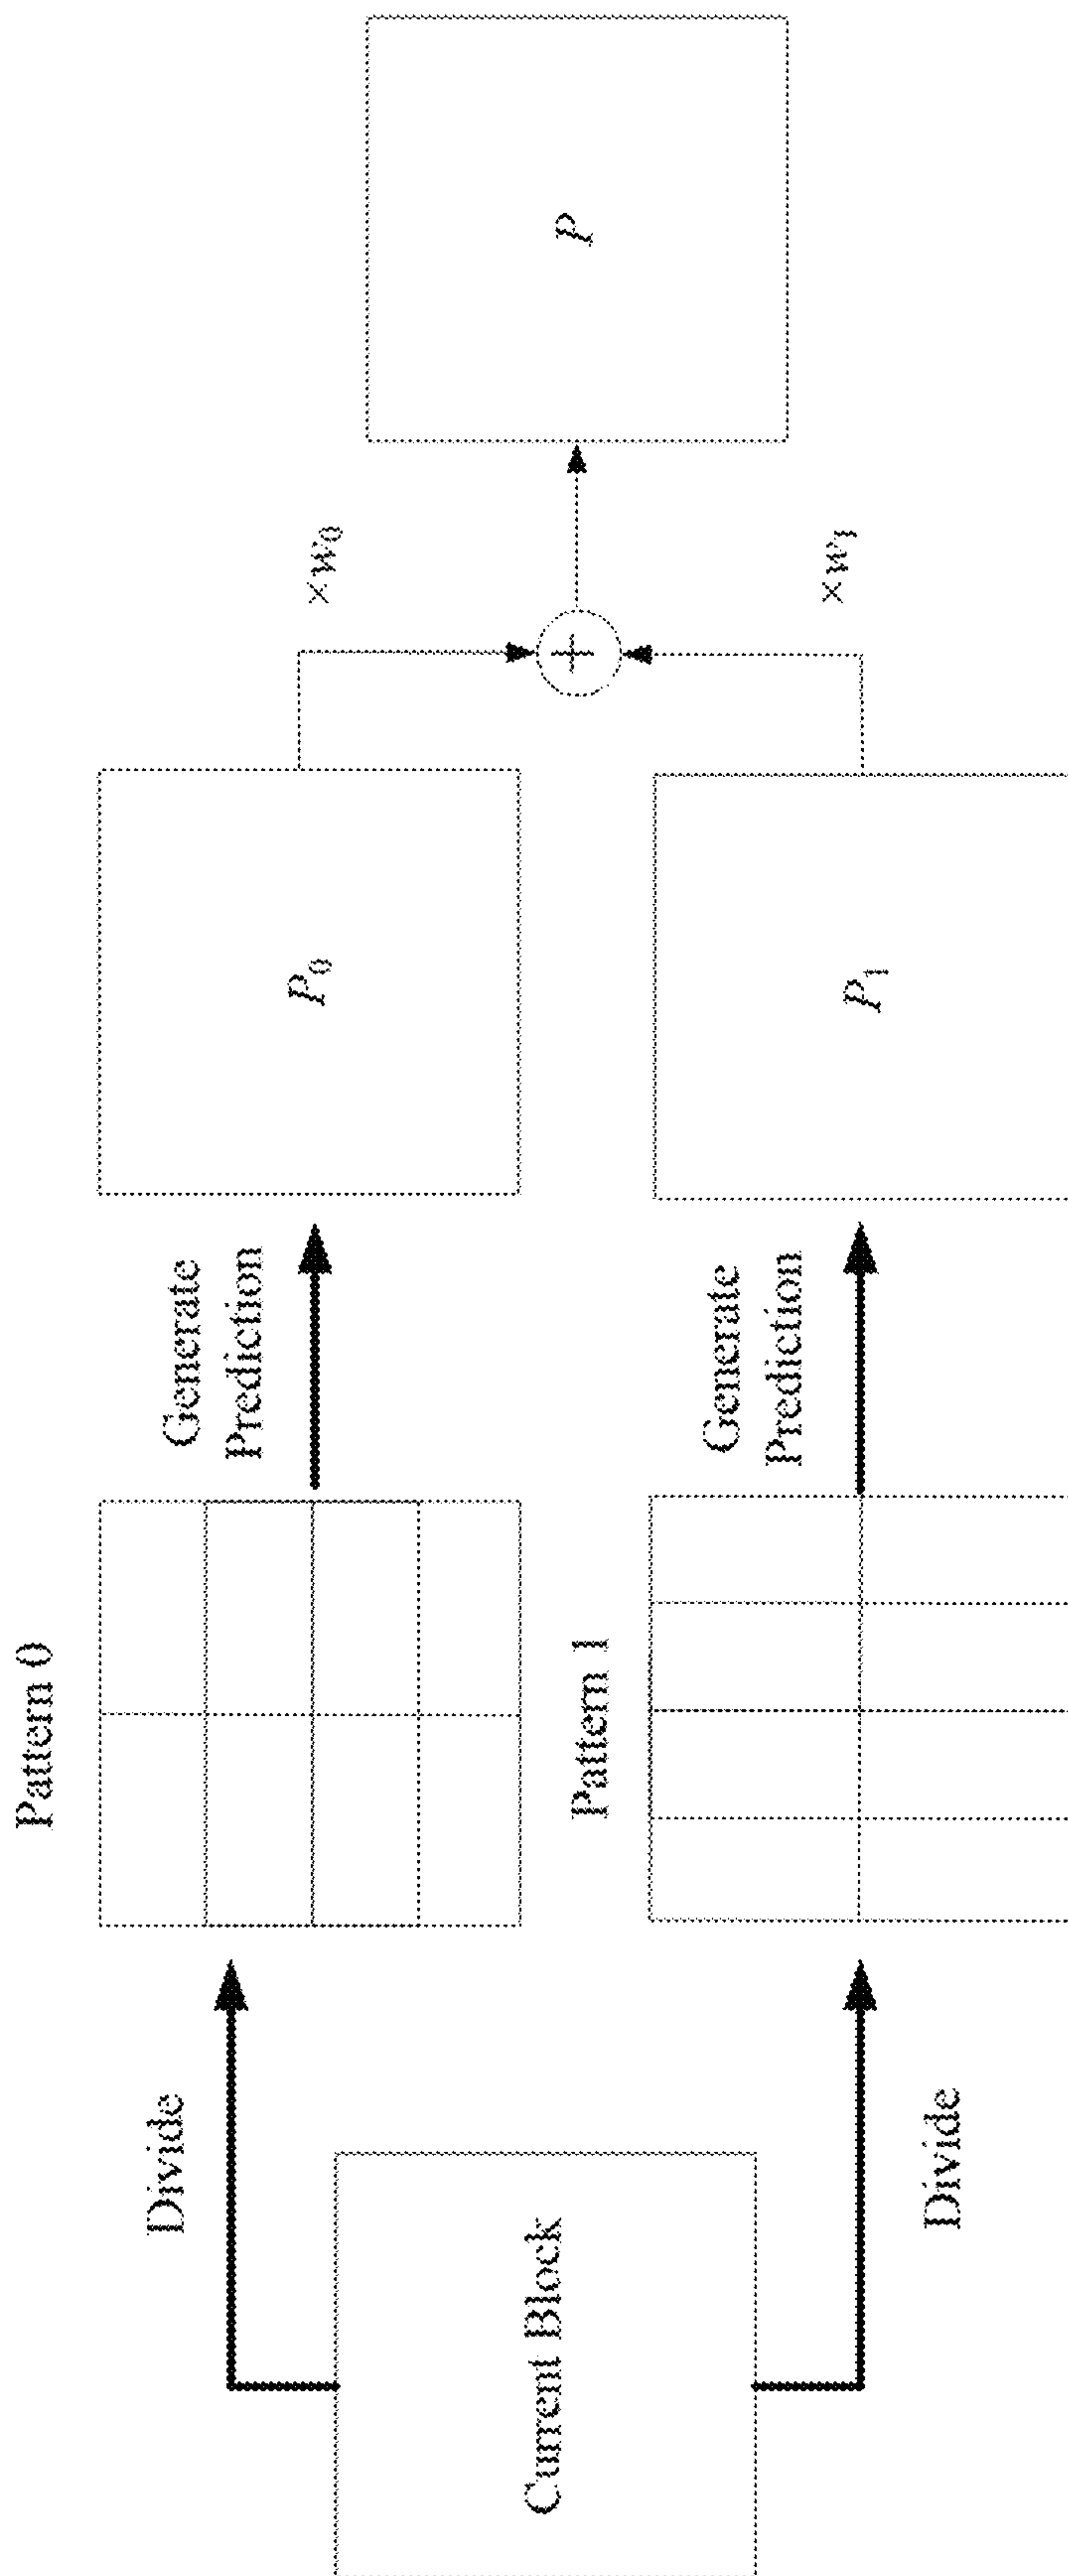 Current Block
Divide
Divide
Pattern 0
Pattern 1
Generate
Prediction
Generate
Prediction
P₀
P₁
×w₀
×w₁
+
P